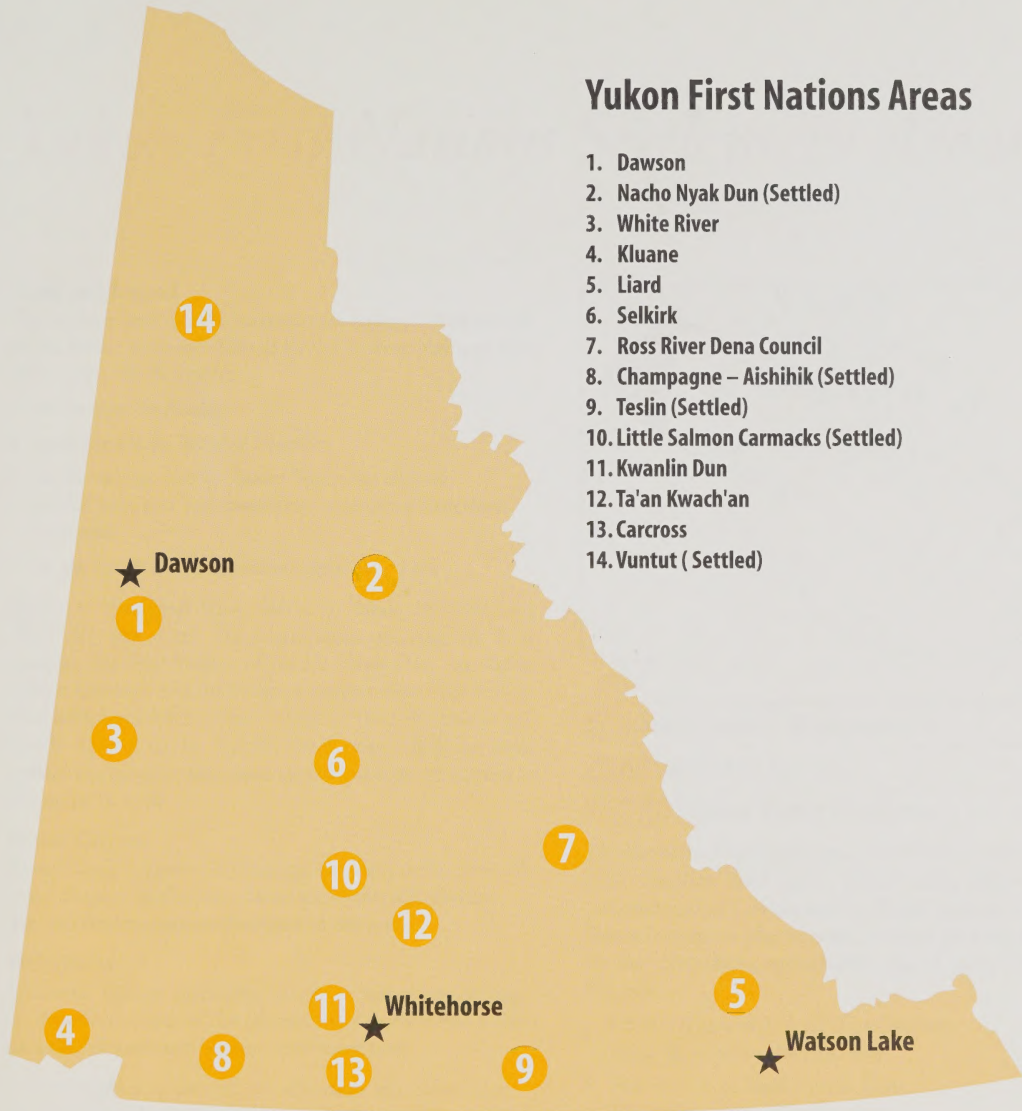 Yukon First Nations Areas
1. Dawson
2. Nacho Nyak Dun (Settled)
3. White River
4. Kluane
5. Liard
6. Selkirk
7. Ross River Dena Council
8. Champagne – Aishihik (Settled)
9. Teslin (Settled)
10. Little Salmon Carmacks (Settled)
11. Kwanlin Dun
12. Ta'an Kwach'an
13. Carcross
14. Vuntut ( Settled)
14
Dawson
2
1
3
6
7
10
12
5
11
Whitehorse
4
8
13
9
Watson Lake